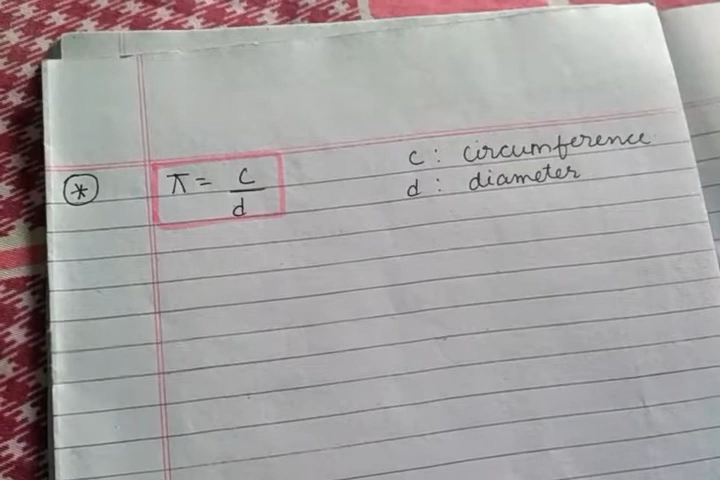 * π = c/d
c : circumference
d : diameter